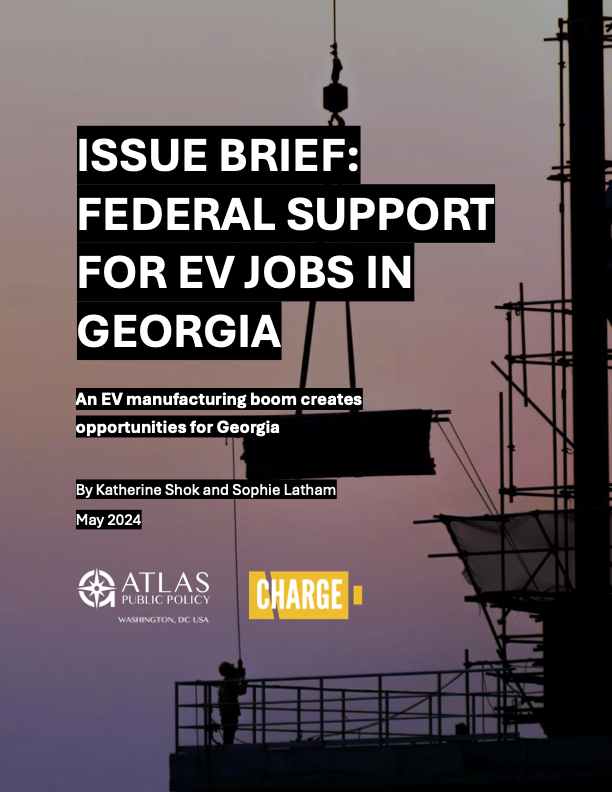 ISSUE BRIEF:
FEDERAL SUPPORT
FOR EV JOBS IN
GEORGIA
An EV manufacturing boom creates
opportunities for Georgia
By Katherine Shok and Sophie Latham
May 2024
ATLAS
PUBLIC POLICY
WASHINGTON, DC USA
CHARGE